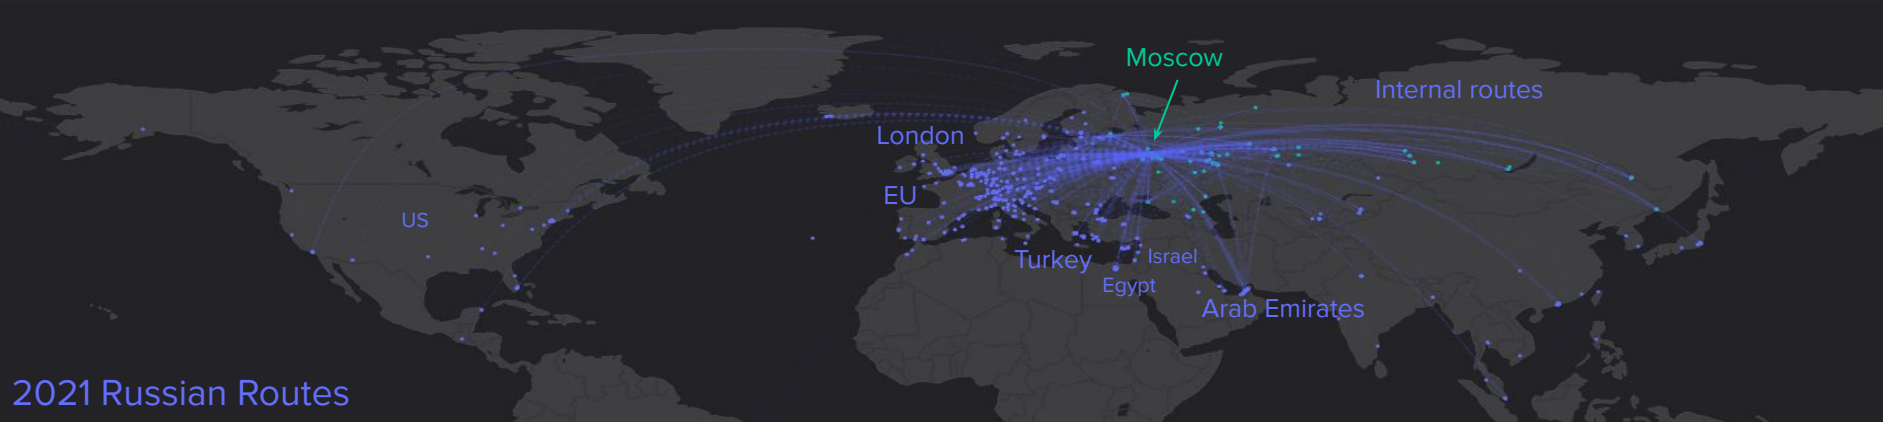 Moscow
Internal routes
London
EU
US
Turkey
Israel
Egypt
Arab Emirates
2021 Russian Routes